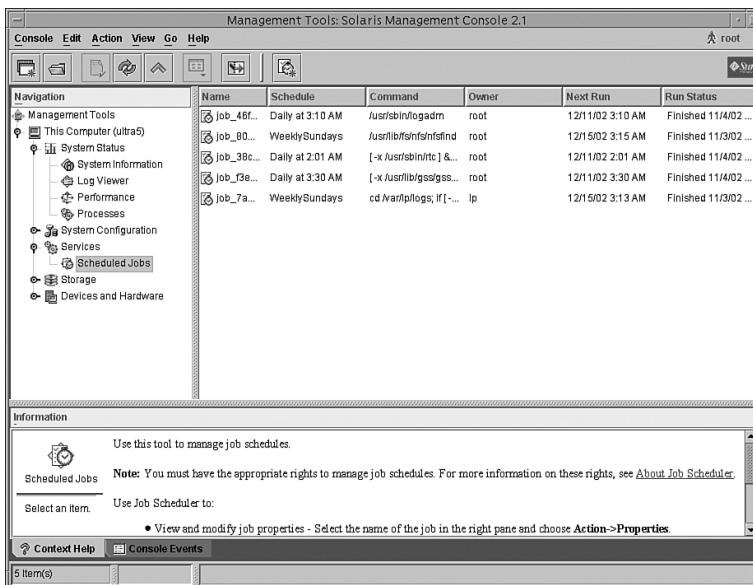 Management Tools: Solaris Management Console 2.1
Console Edit Action View Go Help
root
Sun
Navigation
Management Tools
This Computer (ultra5)
System Status
System Information
Log Viewer
Performance
Processes
System Configuration
Services
Scheduled Jobs
Storage
Devices and Hardware
Name Schedule Command Owner Next Run Run Status
job_46f... Daily at 3:10 AM /usr/sbin/logadm root 12/11/02 3:10 AM Finished 11/4/02 ...
job_80... WeeklySundays /usr/lib/fs/nfs/nfsfind root 12/15/02 3:15 AM Finished 11/3/02 ...
job_38c... Daily at 2:01 AM [ -x /usr/sbin/rtc ] &... root 12/11/02 2:01 AM Finished 11/4/02 ...
job_f3e... Daily at 3:30 AM [ -x /usr/lib/gss/gss... root 12/11/02 3:30 AM Finished 11/4/02 ...
job_7a... WeeklySundays cd /var/lp/logs; if [ -... lp 12/15/02 3:13 AM Finished 11/3/02 ...
Information
Scheduled Jobs
Select an item.
Use this tool to manage job schedules.
Note: You must have the appropriate rights to manage job schedules. For more information on these rights, see About Job Scheduler.
Use Job Scheduler to:
• View and modify job properties - Select the name of the job in the right pane and choose Action->Properties.
Context Help Console Events
5 Item(s)